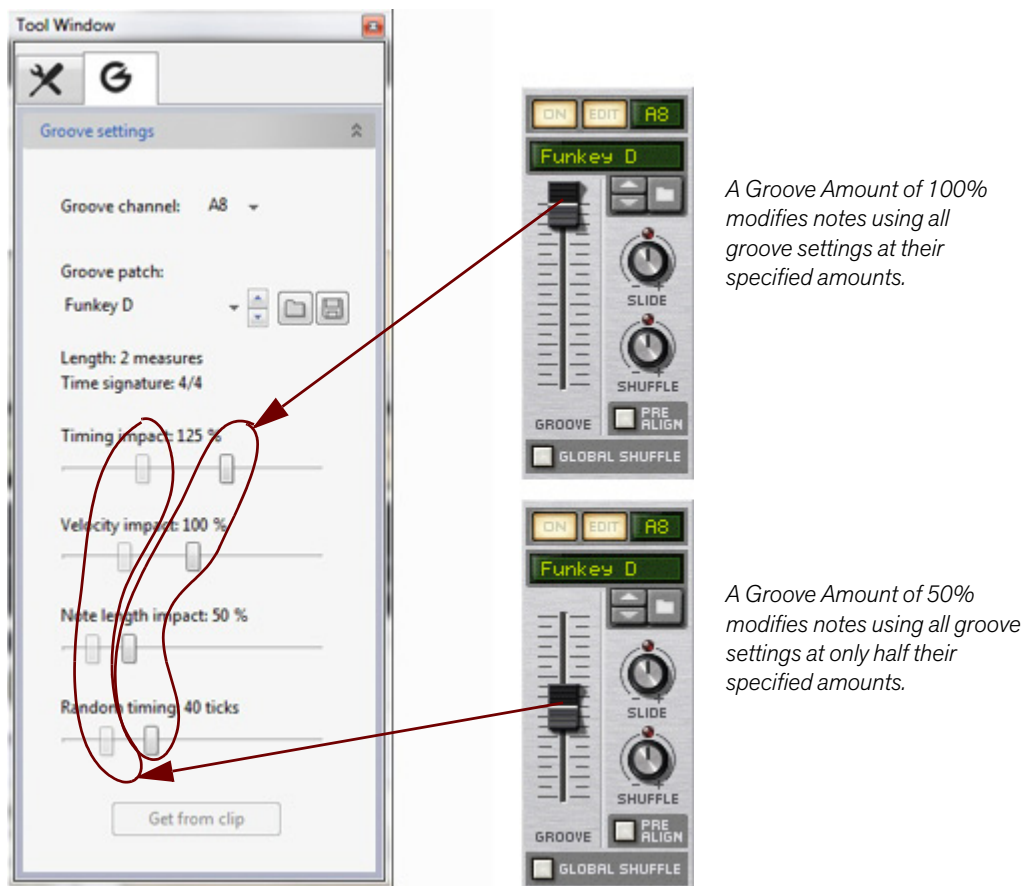 Tool Window
Groove settings
Groove channel: A8
Groove patch:
Funkey D
Length: 2 measures
Time signature: 4/4
Timing impact: 125 %
Velocity impact: 100 %
Note length impact: 50 %
Random timing: 40 ticks
Get from clip
ON EDIT A8
Funkey D
SLIDE
SHUFFLE
GROOVE
PRE
ALIGN
GLOBAL SHUFFLE
A Groove Amount of 100%
modifies notes using all
groove settings at their
specified amounts.
ON EDIT A8
Funkey D
SLIDE
SHUFFLE
GROOVE
PRE
ALIGN
GLOBAL SHUFFLE
A Groove Amount of 50%
modifies notes using all groove
settings at only half their
specified amounts.